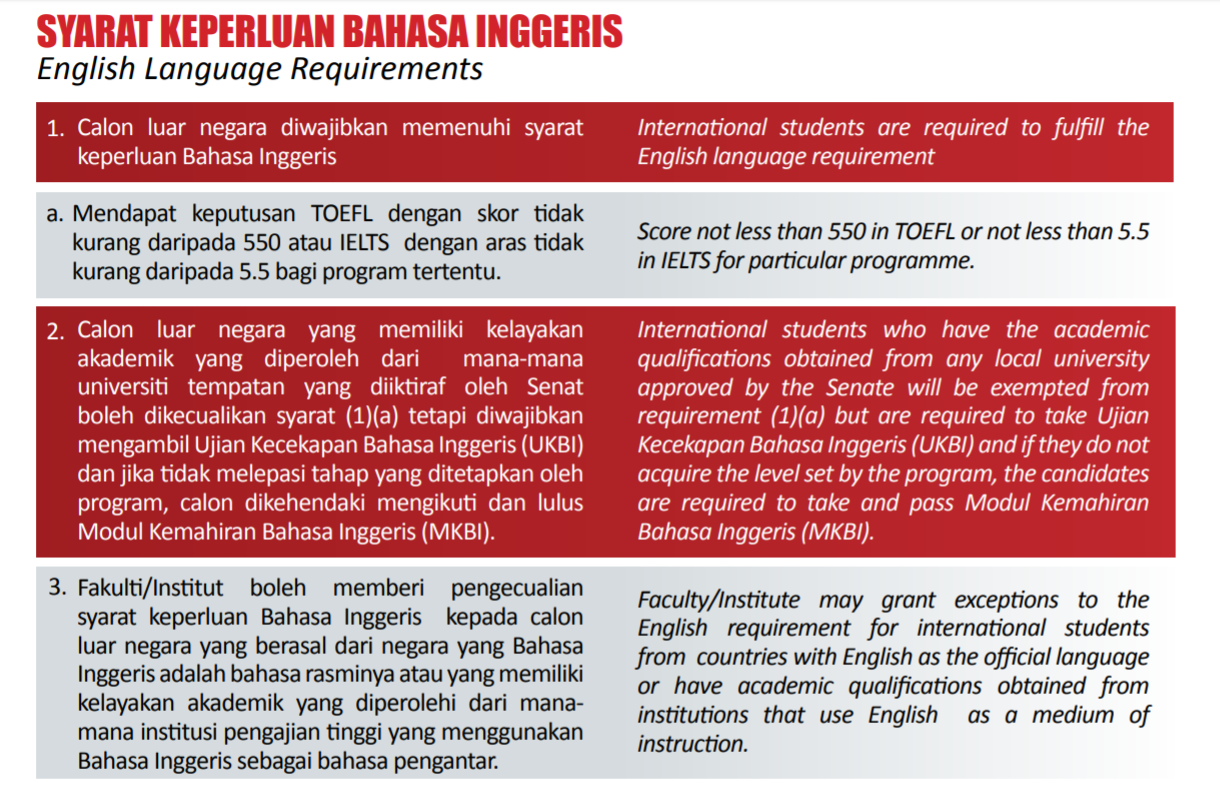 SYARAT KEPERLUAN BAHASA INGGERIS
English Language Requirements
1. Calon luar negara diwajibkan memenuhi syarat
keperluan Bahasa Inggeris
International students are required to fulfill the
English language requirement
a. Mendapat keputusan TOEFL dengan skor tidak
kurang daripada 550 atau IELTS dengan aras tidak
kurang daripada 5.5 bagi program tertentu.
Score not less than 550 in TOEFL or not less than 5.5
in IELTS for particular programme.
2. Calon luar negara yang memiliki kelayakan
akademik yang diperoleh dari mana-mana
universiti tempatan yang diiktiraf oleh Senat
boleh dikecualikan syarat (1)(a) tetapi diwajibkan
mengambil Ujian Kecekapan Bahasa Inggeris (UKBI)
dan jika tidak melepasi tahap yang ditetapkan oleh
program, calon dikehendaki mengikuti dan lulus
Modul Kemahiran Bahasa Inggeris (MKBI).
International students who have the academic
qualifications obtained from any local university
approved by the Senate will be exempted from
requirement (1)(a) but are required to take Ujian
Kecekapan Bahasa Inggeris (UKBI) and if they do not
acquire the level set by the program, the candidates
are required to take and pass Modul Kemahiran
Bahasa Inggeris (MKBI).
3. Fakulti/Institut boleh memberi pengecualian
syarat keperluan Bahasa Inggeris kepada calon
luar negara yang berasal dari negara yang Bahasa
Inggeris adalah bahasa rasminya atau yang memiliki
kelayakan akademik yang diperolehi dari mana-
mana institusi pengajian tinggi yang menggunakan
Bahasa Inggeris sebagai bahasa pengantar.
Faculty/Institute may grant exceptions to the
English requirement for international students
from countries with English as the official language
or have academic qualifications obtained from
institutions that use English as a medium of
instruction.